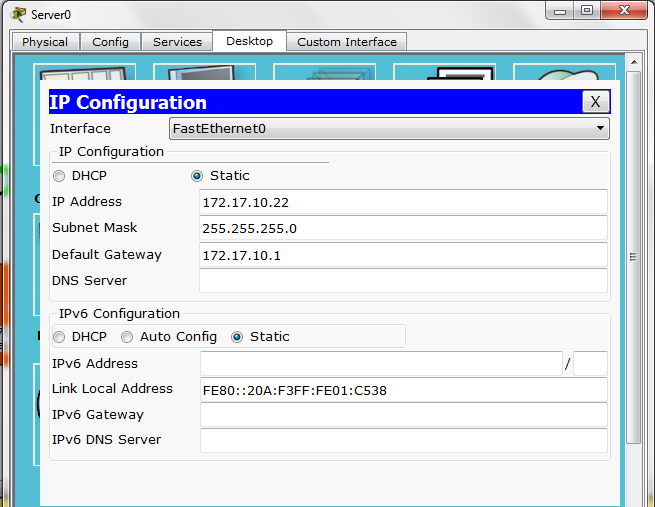 Server0
Physical Config Services Desktop Custom Interface
IP Configuration
X
Interface FastEthernet0
IP Configuration
DHCP Static
IP Address 172.17.10.22
Subnet Mask 255.255.255.0
Default Gateway 172.17.10.1
DNS Server
IPv6 Configuration
DHCP Auto Config Static
IPv6 Address /
Link Local Address FE80::20A:F3FF:FE01:C538
IPv6 Gateway
IPv6 DNS Server